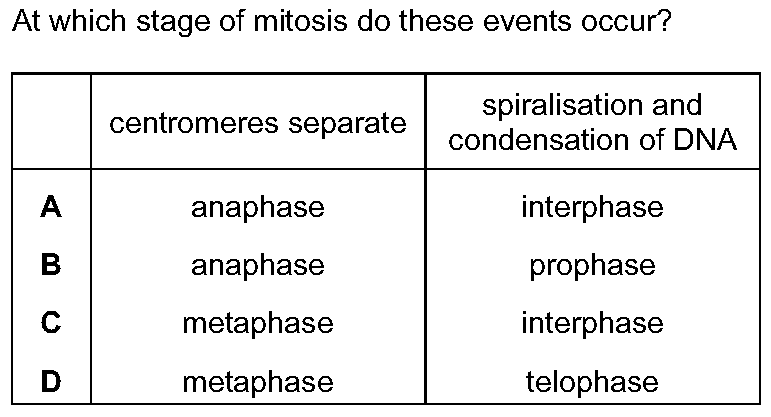 At which stage of mitosis do these events occur?
centromeres separate
spiralisation and
condensation of DNA
A anaphase interphase
B anaphase prophase
C metaphase interphase
D metaphase telophase